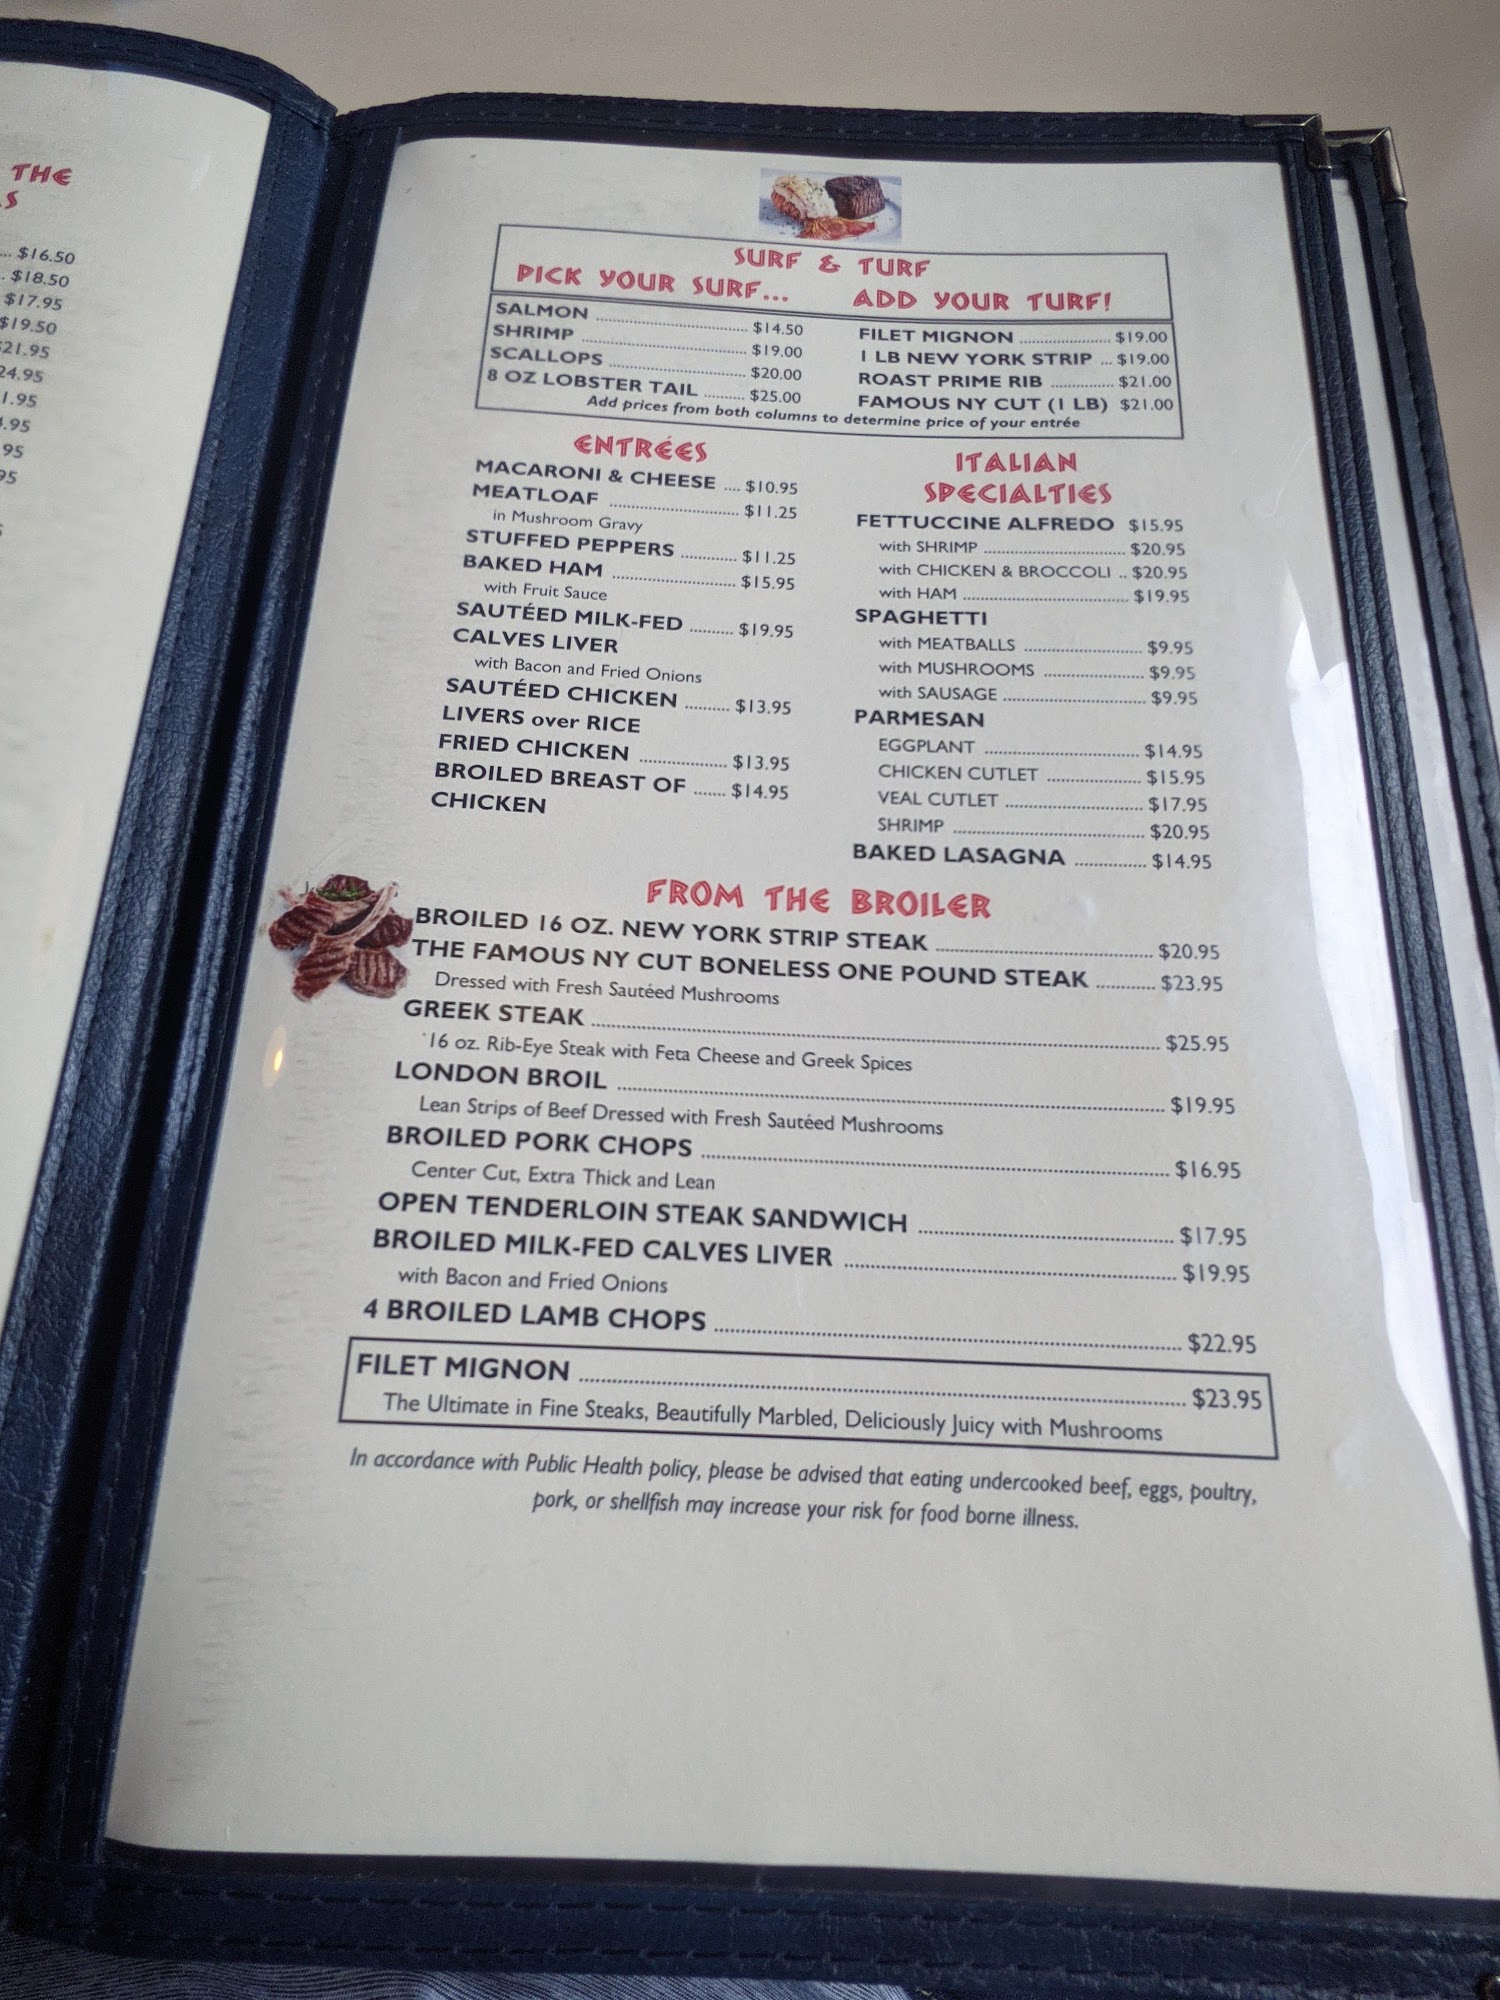 THE
S
... $16.50
. $18.50
$17.95
$19.50
21.95
24.95
1.95
.95
95
95
SURF & TURF
PICK YOUR SURF... ADD YOUR TURF!
SALMON ........ $14.50
SHRIMP ........ $19.00
SCALLOPS ........ $20.00
8 OZ LOBSTER TAIL ........ $25.00
FILET MIGNON ........ $19.00
1 LB NEW YORK STRIP ... $19.00
ROAST PRIME RIB ........ $21.00
FAMOUS NY CUT (1 LB) $21.00
Add prices from both columns to determine price of your entrée
ENTRÉES
MACARONI & CHEESE .... $10.95
MEATLOAF ........ $11.25
in Mushroom Gravy
STUFFED PEPPERS ........ $11.25
BAKED HAM ........ $15.95
with Fruit Sauce
SAUTÉED MILK-FED ........ $19.95
CALVES LIVER
with Bacon and Fried Onions
SAUTÉED CHICKEN ........ $13.95
LIVERS over RICE
FRIED CHICKEN ........ $13.95
BROILED BREAST OF ....... $14.95
CHICKEN
ITALIAN
SPECIALTIES
FETTUCCINE ALFREDO $15.95
with SHRIMP ........ $20.95
with CHICKEN & BROCCOLI .. $20.95
with HAM ........ $19.95
SPAGHETTI
with MEATBALLS ........ $9.95
with MUSHROOMS ........ $9.95
with SAUSAGE ........ $9.95
PARMESAN
EGGPLANT ........ $14.95
CHICKEN CUTLET ........ $15.95
VEAL CUTLET ........ $17.95
SHRIMP ........ $20.95
BAKED LASAGNA ........ $14.95
FROM THE BROILER
BROILED 16 OZ. NEW YORK STRIP STEAK ........ $20.95
THE FAMOUS NY CUT BONELESS ONE POUND STEAK ........ $23.95
Dressed with Fresh Sautéed Mushrooms
GREEK STEAK ........ $25.95
16 oz. Rib-Eye Steak with Feta Cheese and Greek Spices
LONDON BROIL ........ $19.95
Lean Strips of Beef Dressed with Fresh Sautéed Mushrooms
BROILED PORK CHOPS ........ $16.95
Center Cut, Extra Thick and Lean
OPEN TENDERLOIN STEAK SANDWICH ........ $17.95
BROILED MILK-FED CALVES LIVER ........ $19.95
with Bacon and Fried Onions
4 BROILED LAMB CHOPS ........ $22.95
FILET MIGNON ........ $23.95
The Ultimate in Fine Steaks, Beautifully Marbled, Deliciously Juicy with Mushrooms
In accordance with Public Health policy, please be advised that eating undercooked beef, eggs, poultry,
pork, or shellfish may increase your risk for food borne illness.